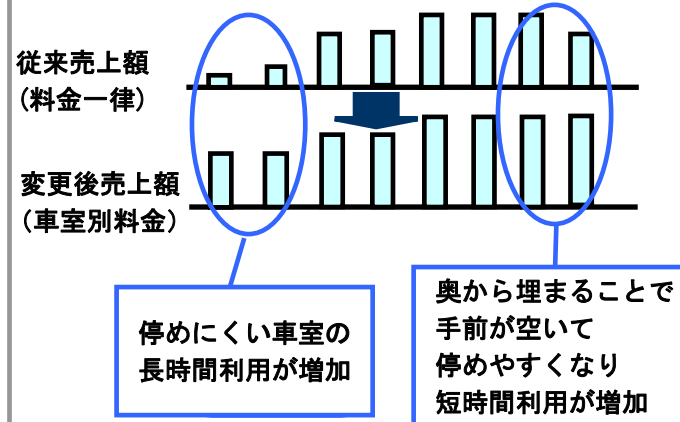 従来売上額
(料金一律)
変更後売上額
(車室別料金)
停めにくい車室の
長時間利用が増加
奥から埋まることで
手前が空いて
停めやすくなり
短時間利用が増加